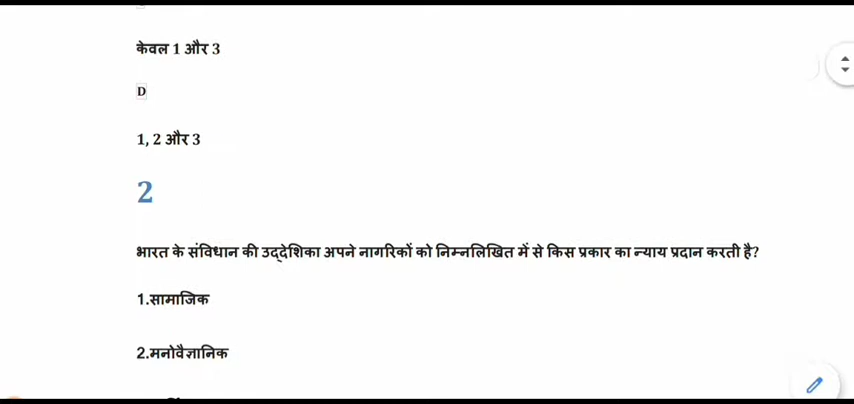 केवल 1 और 3
D
1, 2 और 3
2
भारत के संविधान की उद्देशिका अपने नागरिकों को निम्नलिखित में से किस प्रकार का न्याय प्रदान करती है?
1.सामाजिक
2.मनोवैज्ञानिक